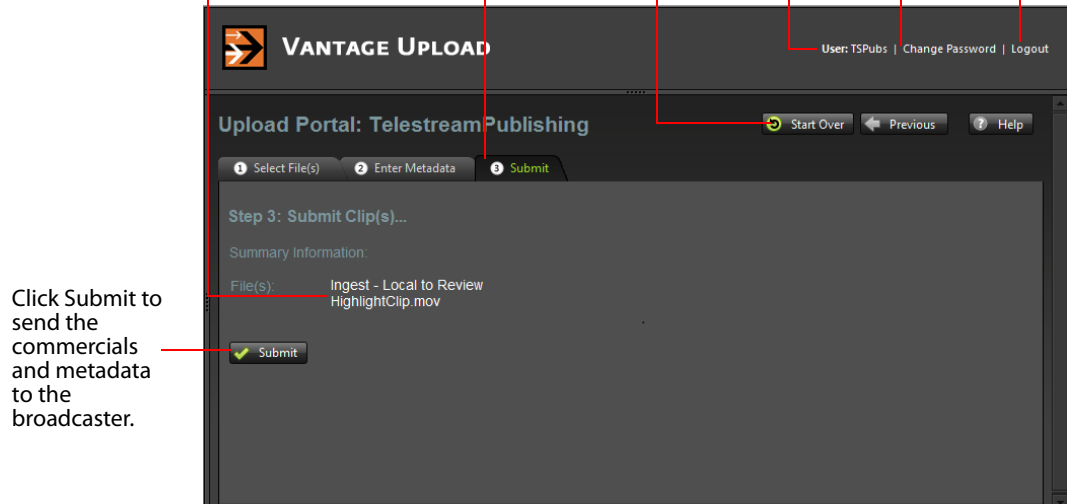 VANTAGE UPLOAD
User: TSPubs | Change Password | Logout
Upload Portal: TelestreamPublishing
Start Over
Previous
? Help
1 Select File(s)
2 Enter Metadata
3 Submit
Step 3: Submit Clip(s)...
Summary Information:
File(s): Ingest - Local to Review
HighlightClip.mov
Submit
Click Submit to
send the
commercials
and metadata
to the
broadcaster.